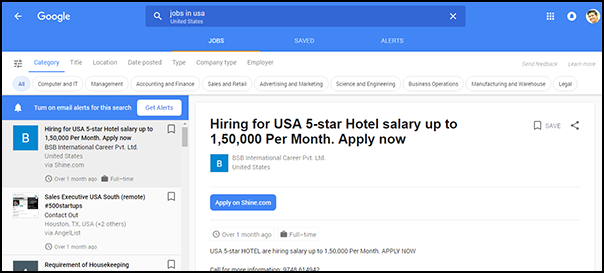 Google
jobs in usa
United States
JOBS
SAVED
ALERTS
Category
Title
Location
Date posted
Type
Company type
Employer
Send feedback
Learn more
All
Computer and IT
Management
Accounting and Finance
Sales and Retail
Advertising and Marketing
Science and Engineering
Business Operations
Manufacturing and Warehouse
Legal
Turn on email alerts for this search
Get Alerts
B
Hiring for USA 5-star Hotel salary up to
1,50,000 Per Month. Apply now
BSB International Career Pvt. Ltd.
United States
via Shine.com
Over 1 month ago
Full–time
Sales Executive USA South (remote)
#500startups
Contact Out
Houston, TX, USA (+2 others)
via AngelList
Over 1 month ago
Requirement of Housekeeping
Hiring for USA 5-star Hotel salary up to
1,50,000 Per Month. Apply now
SAVE
B
BSB International Career Pvt. Ltd.
United States
Apply on Shine.com
Over 1 month ago
Full–time
USA 5-star HOTEL are hiring salary up to 1,50,000 Per Month. APPLY NOW
Call for more information: 9748 614942